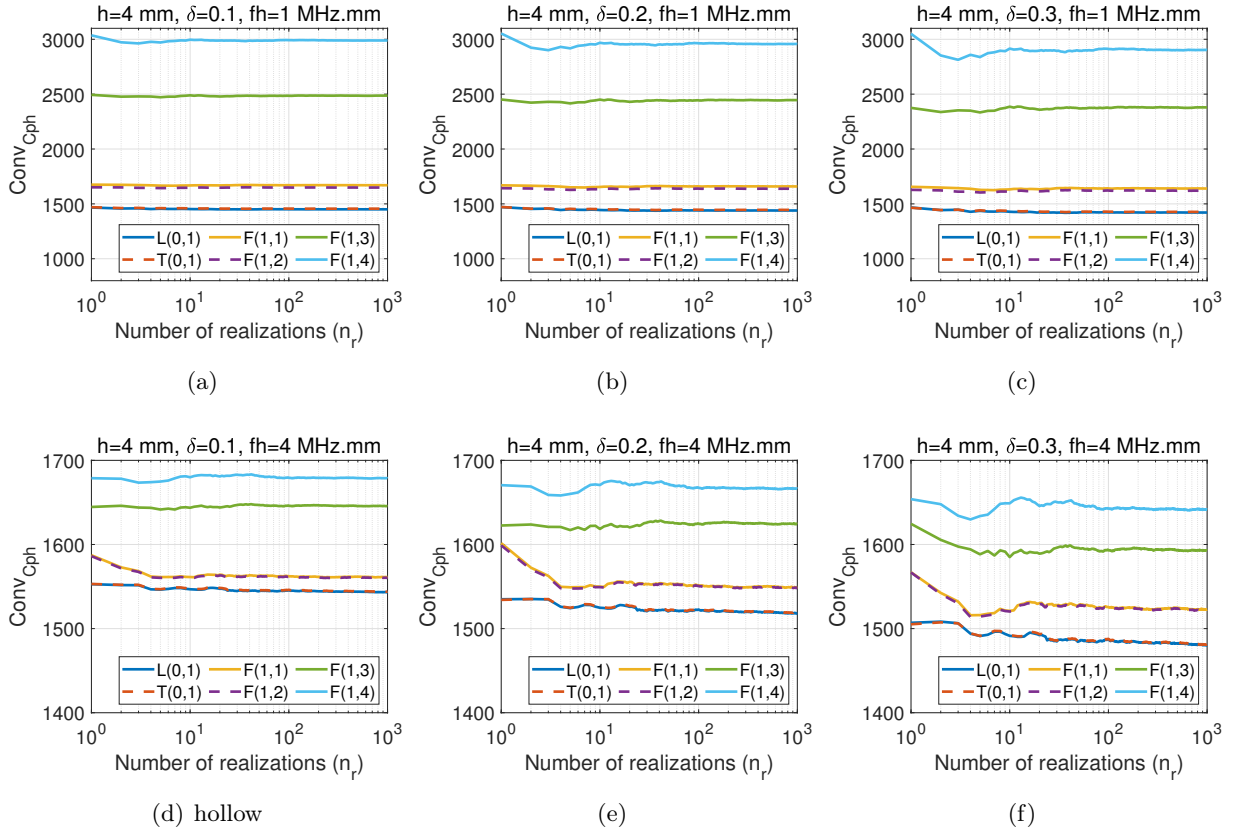 h=4 mm, δ=0.1, fh=1 MHz.mm
Conv_Cph
3000
2500
2000
1500
1000
L(0,1) F(1,1) F(1,3)
T(0,1) F(1,2) F(1,4)
10^0 10^1 10^2 10^3
Number of realizations (n_r)
(a)
h=4 mm, δ=0.2, fh=1 MHz.mm
Conv_Cph
3000
2500
2000
1500
1000
L(0,1) F(1,1) F(1,3)
T(0,1) F(1,2) F(1,4)
10^0 10^1 10^2 10^3
Number of realizations (n_r)
(b)
h=4 mm, δ=0.3, fh=1 MHz.mm
Conv_Cph
3000
2500
2000
1500
1000
L(0,1) F(1,1) F(1,3)
T(0,1) F(1,2) F(1,4)
10^0 10^1 10^2 10^3
Number of realizations (n_r)
(c)
h=4 mm, δ=0.1, fh=4 MHz.mm
Conv_Cph
1700
1600
1500
1400
L(0,1) F(1,1) F(1,3)
T(0,1) F(1,2) F(1,4)
10^0 10^1 10^2 10^3
Number of realizations (n_r)
(d) hollow
h=4 mm, δ=0.2, fh=4 MHz.mm
Conv_Cph
1700
1600
1500
1400
L(0,1) F(1,1) F(1,3)
T(0,1) F(1,2) F(1,4)
10^0 10^1 10^2 10^3
Number of realizations (n_r)
(e)
h=4 mm, δ=0.3, fh=4 MHz.mm
Conv_Cph
1700
1600
1500
1400
L(0,1) F(1,1) F(1,3)
T(0,1) F(1,2) F(1,4)
10^0 10^1 10^2 10^3
Number of realizations (n_r)
(f)